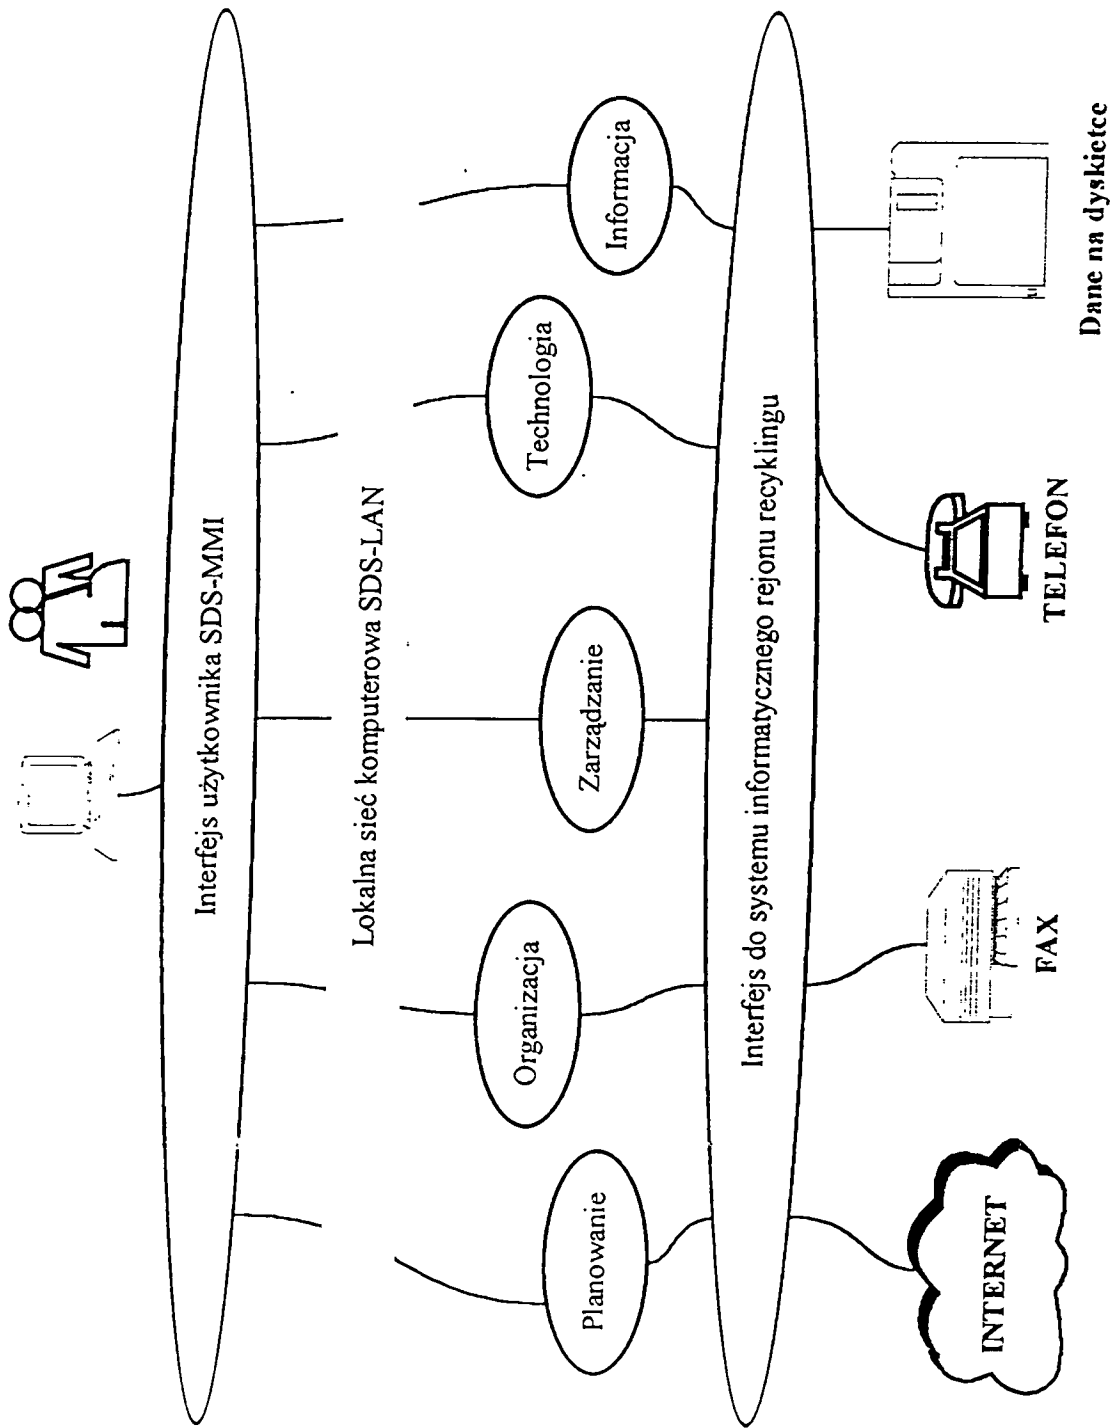 Interfejs użytkownika SDS-MMI
Lokalna sieć komputerowa SDS-LAN
Planowanie
Organizacja
Zarządzanie
Technologia
Informacja
Interfejs do systemu informatycznego rejonu recyklingu
INTERNET
FAX
TELEFON
Dane na dyskietce